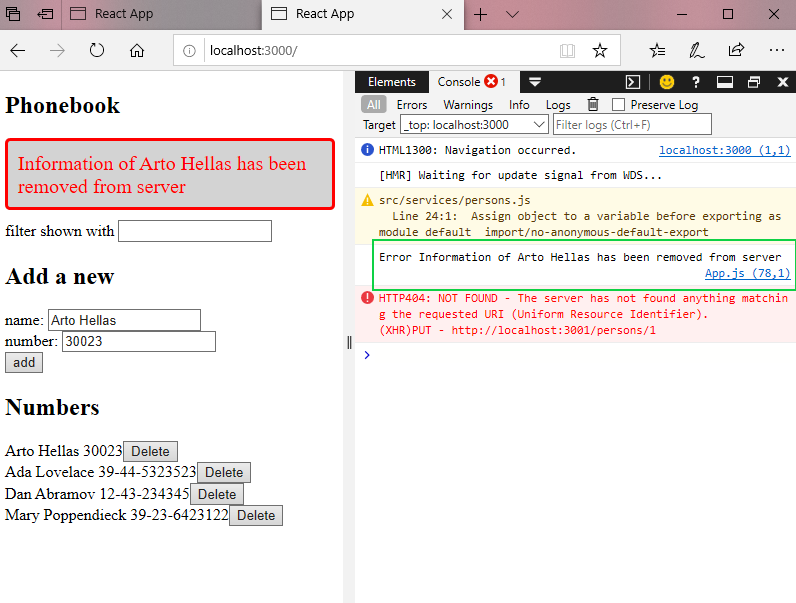 React App
React App
localhost:3000/
Phonebook
Information of Arto Hellas has been
removed from server
filter shown with
Add a new
name: Arto Hellas
number: 30023
add
Numbers
Arto Hellas 30023 Delete
Ada Lovelace 39-44-5323523 Delete
Dan Abramov 12-43-234345 Delete
Mary Poppendieck 39-23-6423122 Delete
Elements Console 1
?
All Errors Warnings Info Logs Preserve Log
Target _top: localhost:3000 Filter logs (Ctrl+F)
HTML1300: Navigation occurred. localhost:3000 (1,1)
[HMR] Waiting for update signal from WDS...
src/services/persons.js
Line 24:1: Assign object to a variable before exporting as
module default import/no-anonymous-default-export
Error Information of Arto Hellas has been removed from server
App.js (78,1)
HTTP404: NOT FOUND - The server has not found anything matchin
g the requested URI (Uniform Resource Identifier).
(XHR)PUT - http://localhost:3001/persons/1